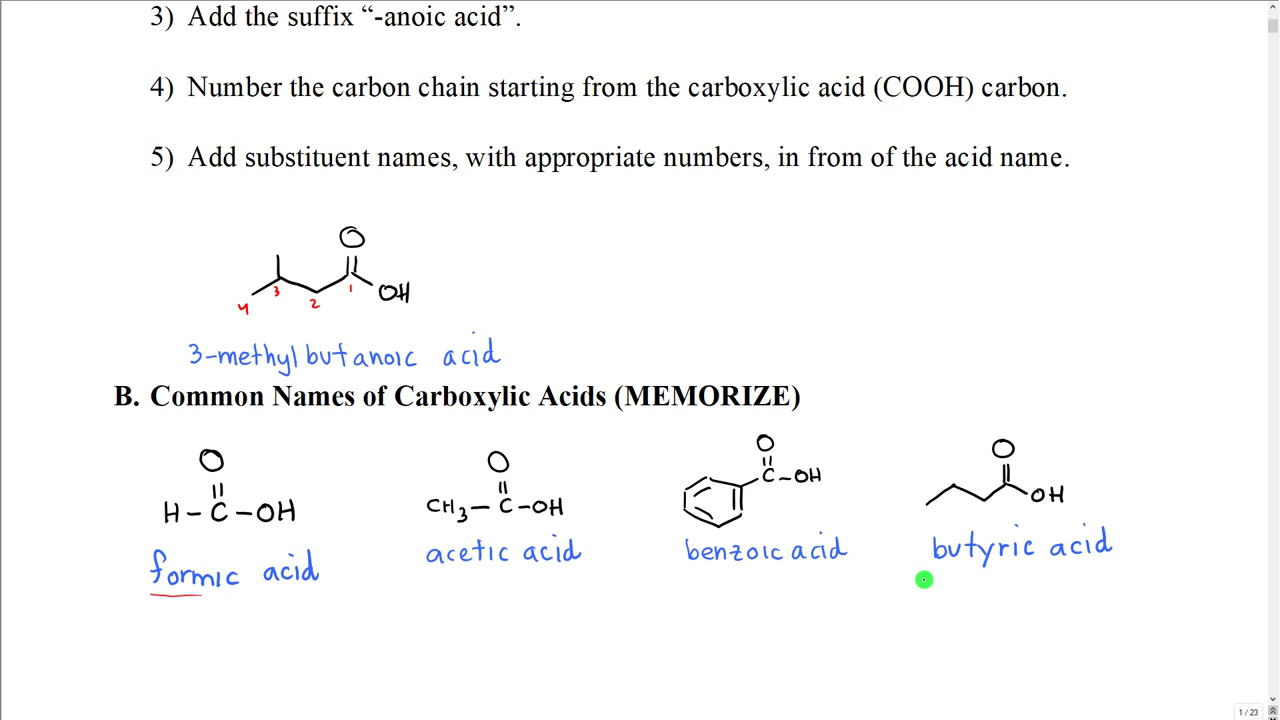 3) Add the suffix “-anoic acid”.
4) Number the carbon chain starting from the carboxylic acid (COOH) carbon.
5) Add substituent names, with appropriate numbers, in from of the acid name.
O
4 3 2 1 OH
3-methylbutanoic acid
B. Common Names of Carboxylic Acids (MEMORIZE)
O O O O
H-C-OH CH3-C-OH C-OH OH
formic acid acetic acid benzoic acid butyric acid
1 / 23